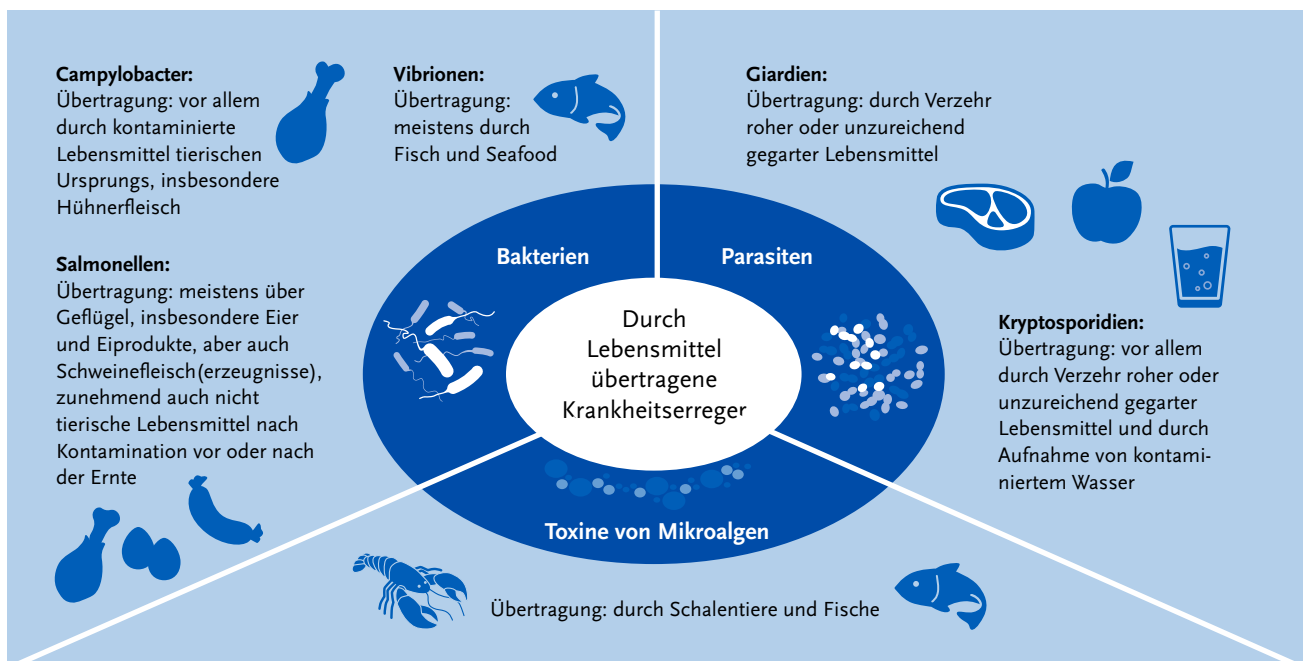 Campylobacter:
Übertragung: vor allem
durch kontaminierte
Lebensmittel tierischen
Ursprungs, insbesondere
Hühnerfleisch
Salmonellen:
Übertragung: meistens über
Geflügel, insbesondere Eier
und Eiprodukte, aber auch
Schweinefleisch(erzeugnisse),
zunehmend auch nicht
tierische Lebensmittel nach
Kontamination vor oder nach
der Ernte
Vibrionen:
Übertragung:
meistens durch
Fisch und Seafood
Giardien:
Übertragung: durch Verzehr
roher oder unzureichend
gegarter Lebensmittel
Kryptosporidien:
Übertragung: vor allem
durch Verzehr roher oder
unzureichend gegarter
Lebensmittel und durch
Aufnahme von kontami-
niertem Wasser
Bakterien
Parasiten
Durch
Lebensmittel
übertragene
Krankheitserreger
Toxine von Mikroalgen
Übertragung: durch Schalentiere und Fische